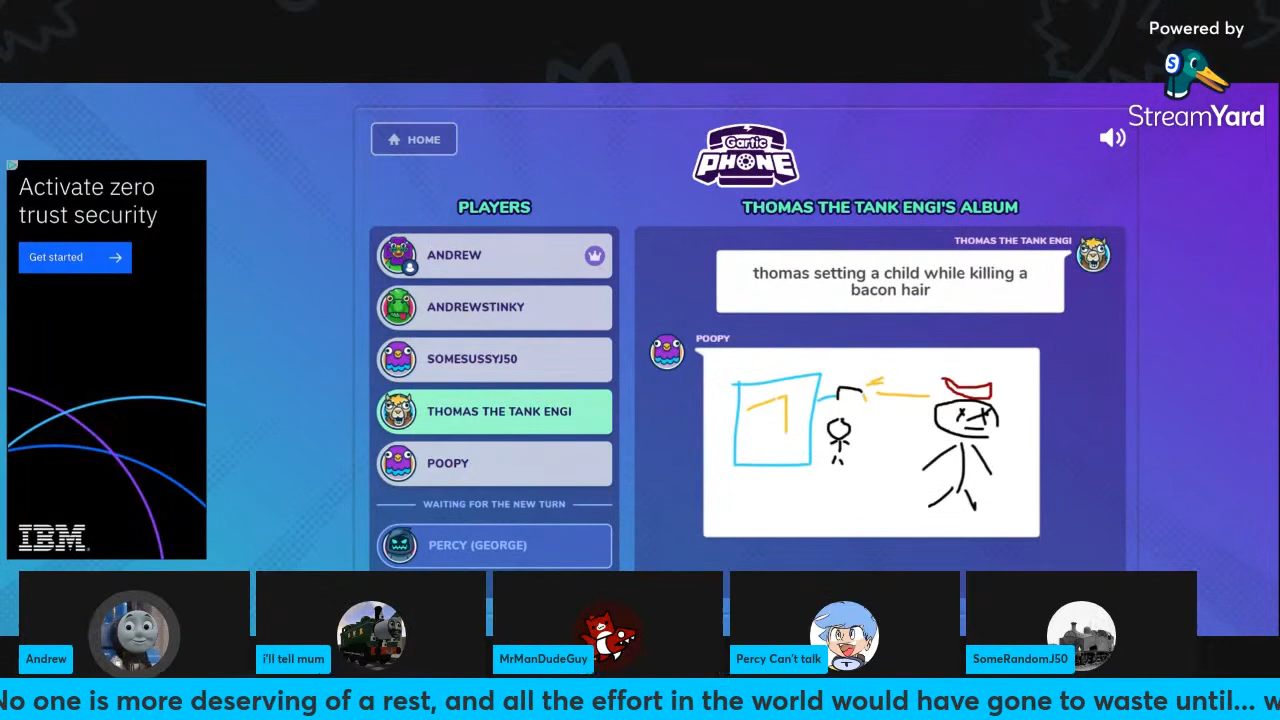 Powered by
StreamYard
HOME
Gartic
PHONE
Activate zero
trust security
Get started
IBM
PLAYERS
ANDREW
ANDREWSTINKY
SOMESUSSYJ50
THOMAS THE TANK ENGI
POOPY
WAITING FOR THE NEW TURN
PERCY (GEORGE)
THOMAS THE TANK ENGI'S ALBUM
THOMAS THE TANK ENGI
thomas setting a child while killing a
bacon hair
POOPY
Andrew
i'll tell mum
MrManDudeGuy
Percy Can't talk
SomeRandomJ50
No one is more deserving of a rest, and all the effort in the world would have gone to waste until... w